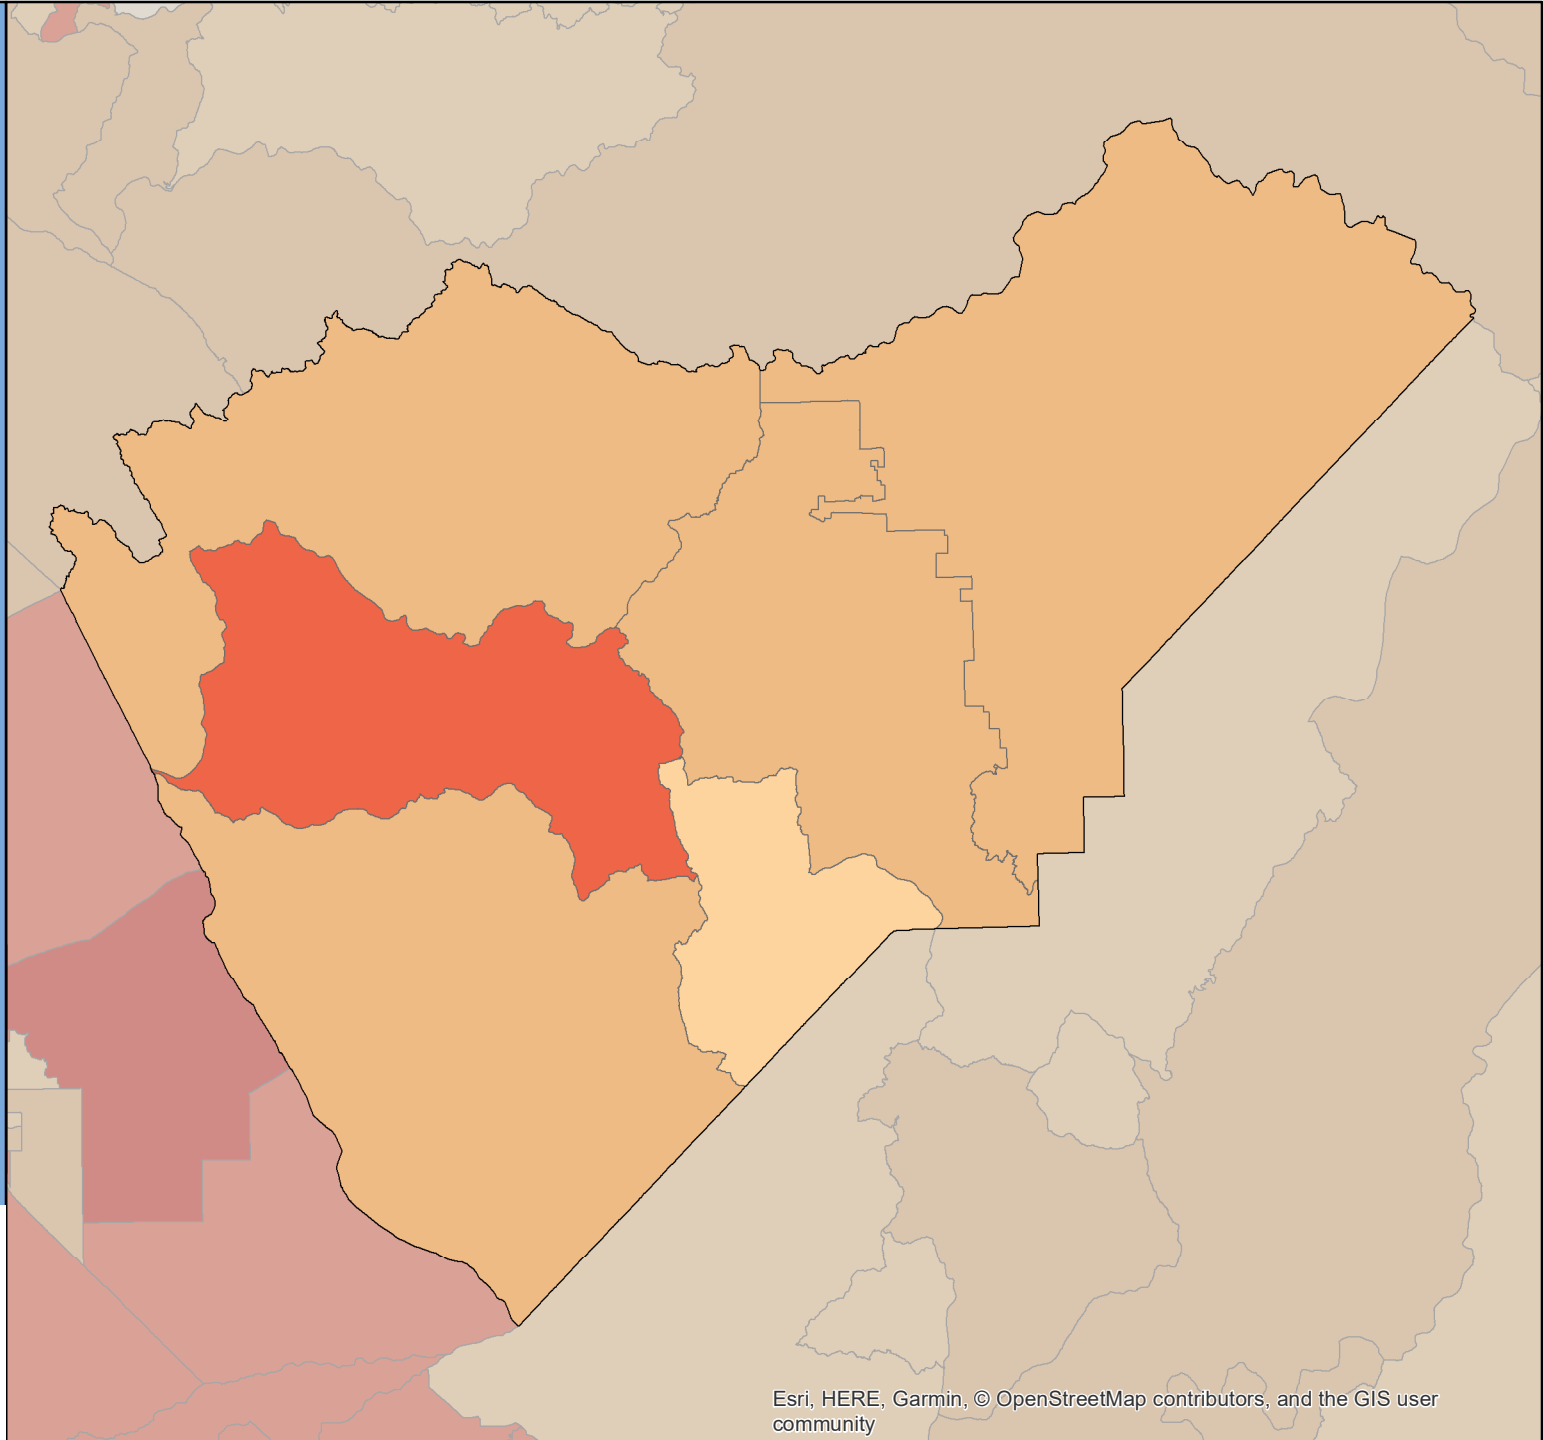 Esri, HERE, Garmin, © OpenStreetMap contributors, and the GIS user
community